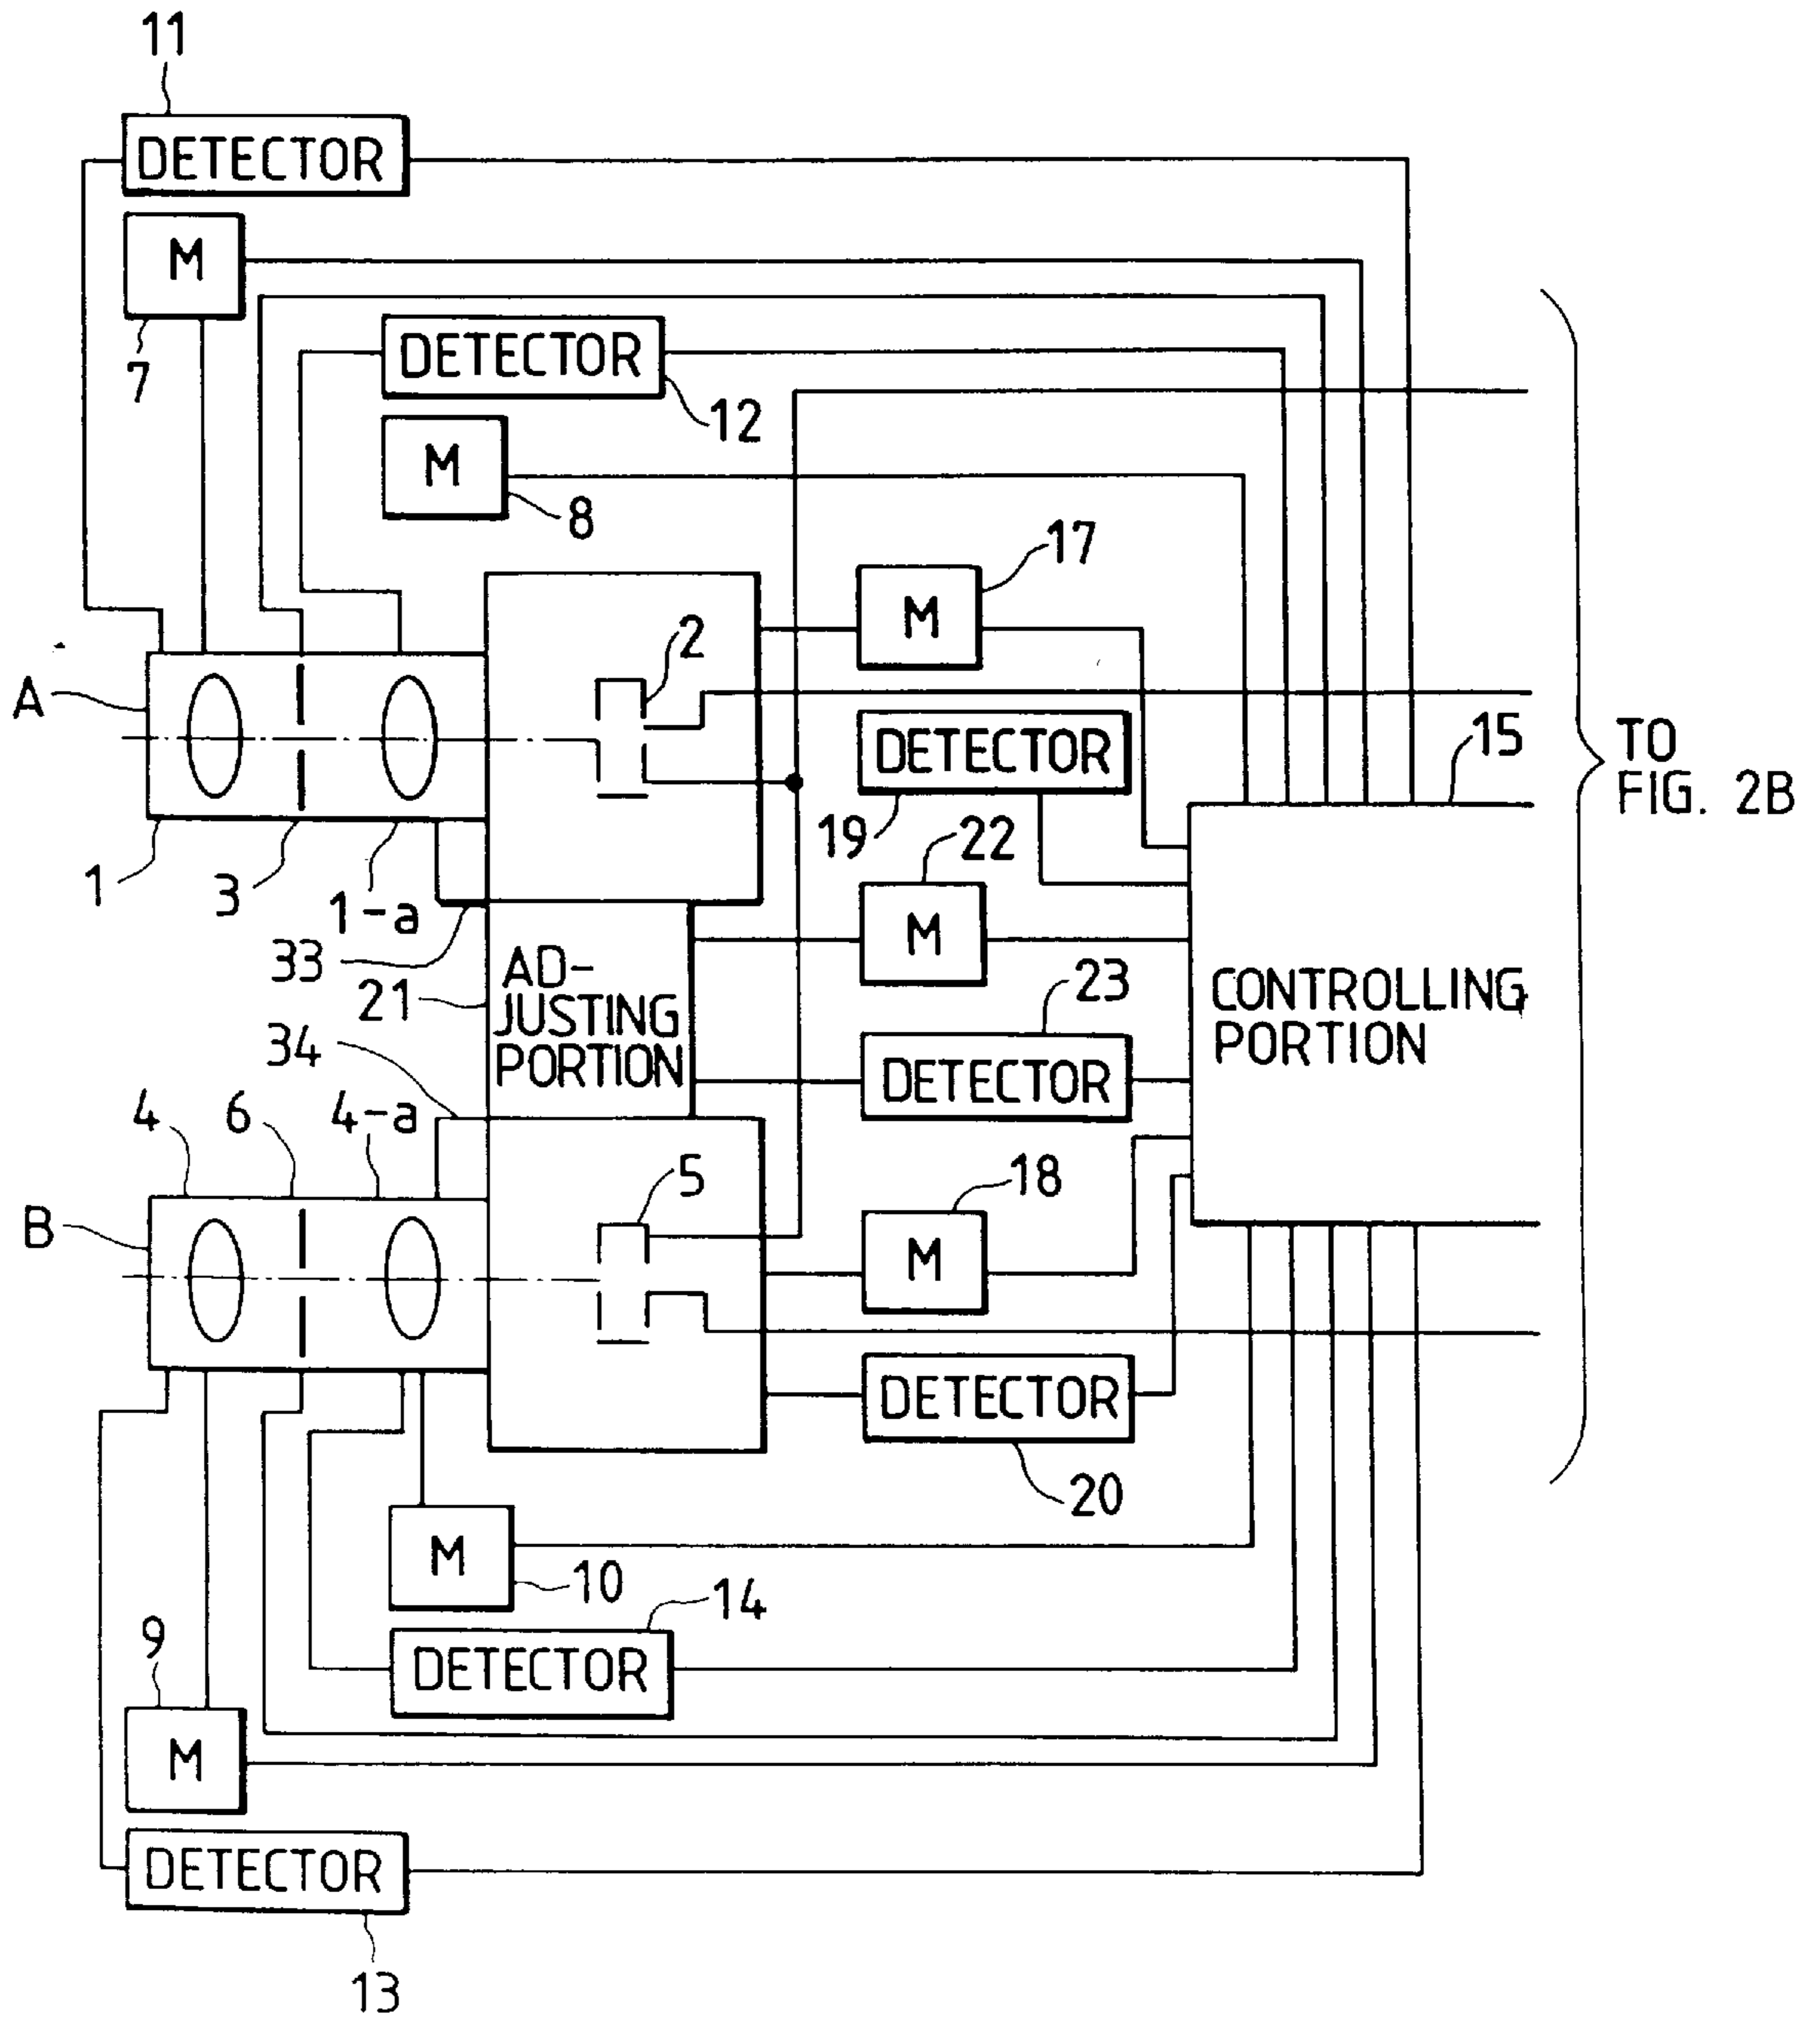 11
DETECTOR
M
7
DETECTOR
12
M
8
17
M
2
A
DETECTOR
15
TO
FIG. 2B
19
22
1
3
1-a
M
33
AD-
JUSTING
PORTION
21
23
CONTROLLING
PORTION
34
DETECTOR
4
6
4-a
5
18
B
M
DETECTOR
20
M
10
14
9
DETECTOR
M
DETECTOR
13